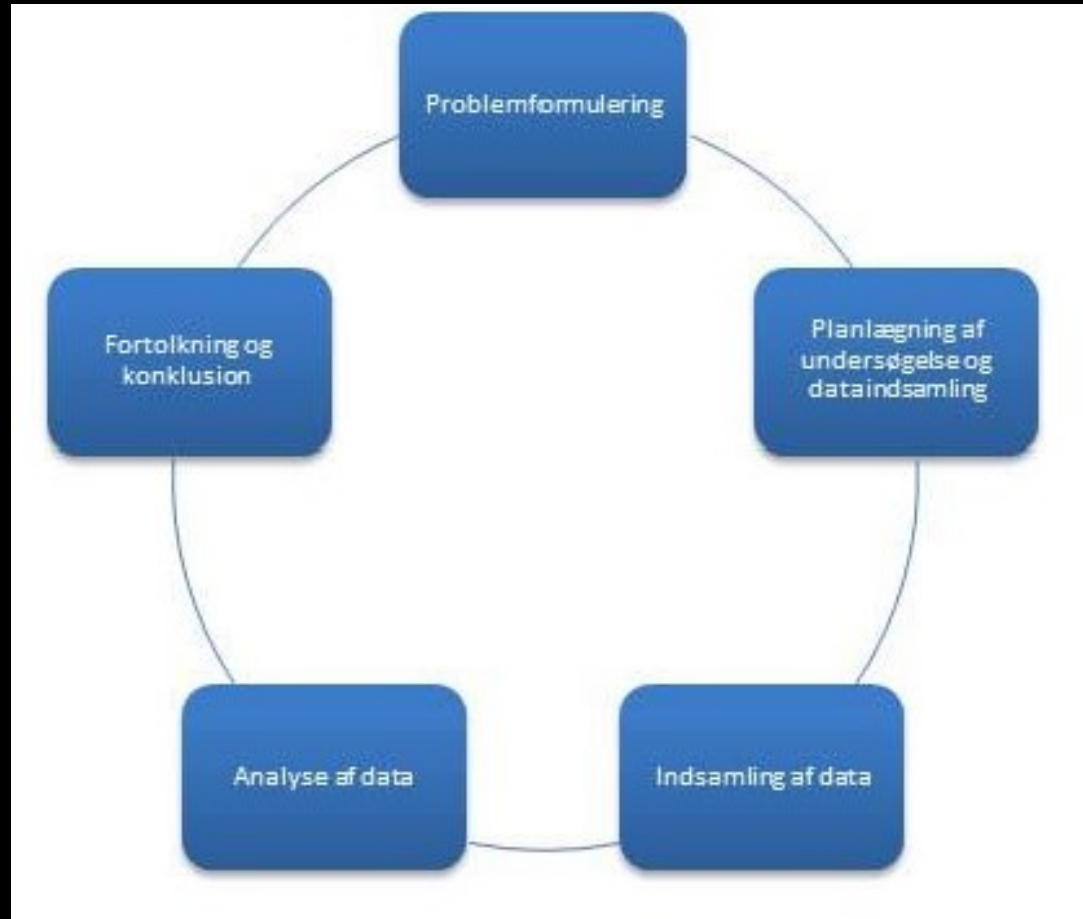 Problemformulering
Planlægning af
undersøgelse og
dataindsamling
Indsamling af data
Analyse af data
Fortolkning og
konklusion